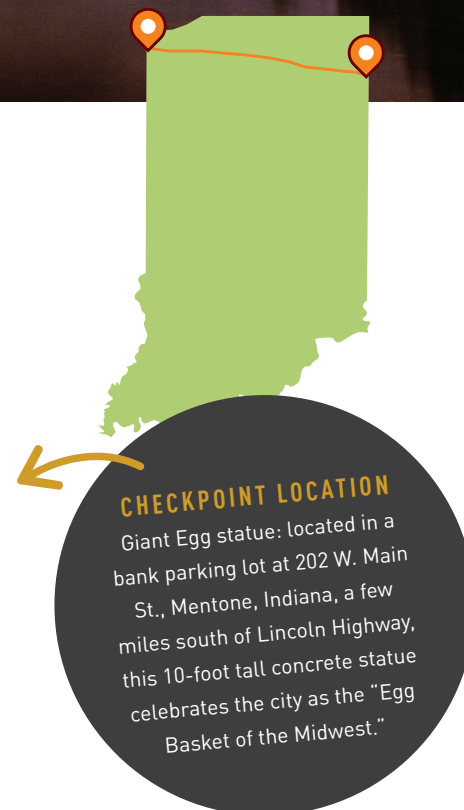 CHECKPOINT LOCATION
Giant Egg statue: located in a
bank parking lot at 202 W. Main
St., Mentone, Indiana, a few
miles south of Lincoln Highway,
this 10-foot tall concrete statue
celebrates the city as the “Egg
Basket of the Midwest.”